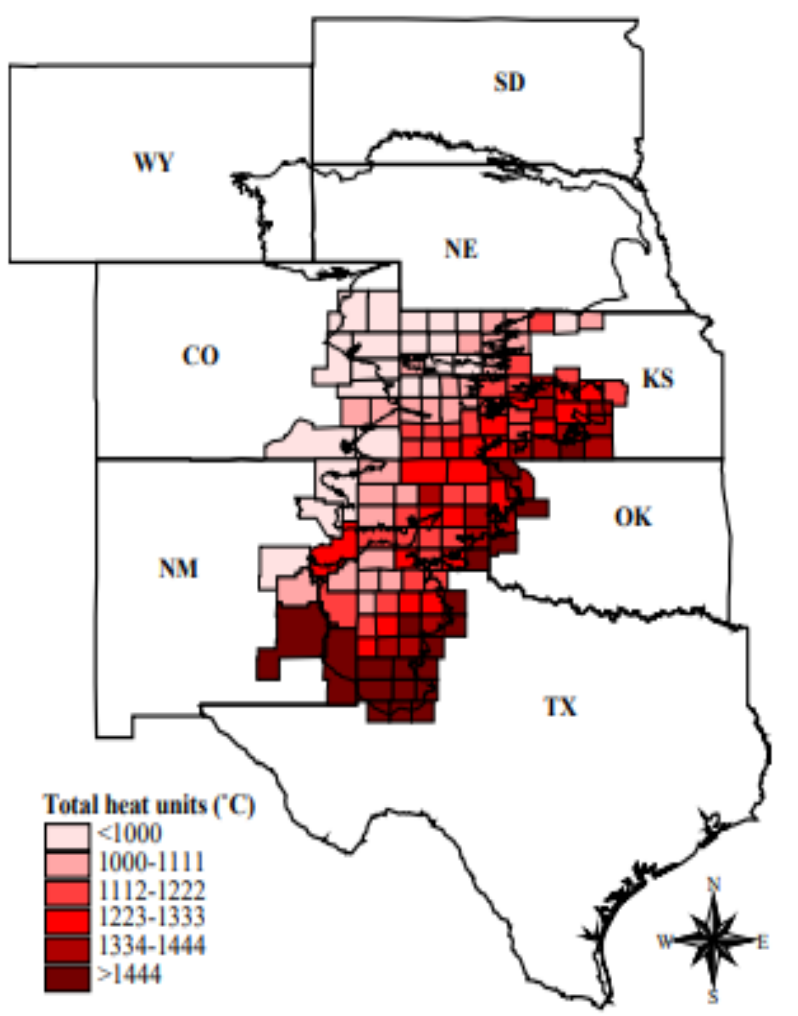 SD
WY
NE
CO
KS
OK
NM
TX
Total heat units (˚C)
<1000
1000-1111
1112-1222
1223-1333
1334-1444
>1444
N
W E
S